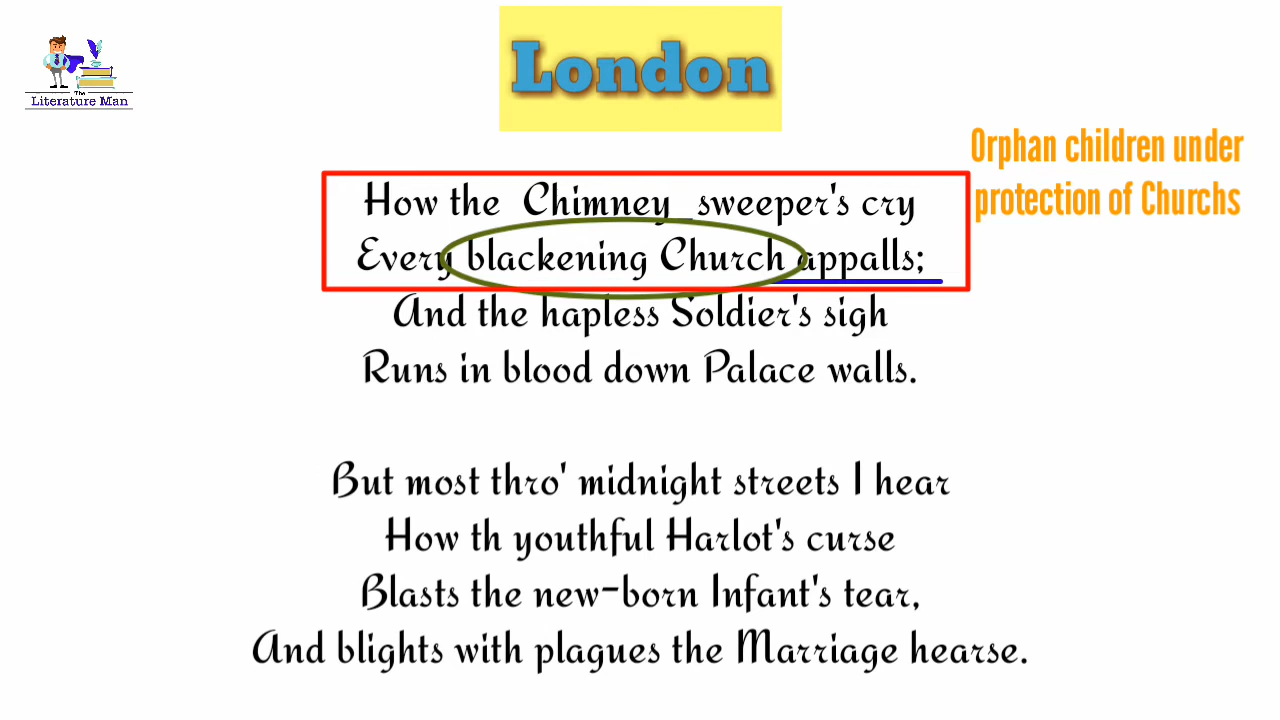 London
The
Literature Man
Orphan children under
protection of Churchs
How the Chimney_sweeper's cry
Every blackening Church appalls;
And the hapless Soldier's sigh
Runs in blood down Palace walls.
But most thro' midnight streets I hear
How th youthful Harlot's curse
Blasts the new-born Infant's tear,
And blights with plagues the Marriage hearse.